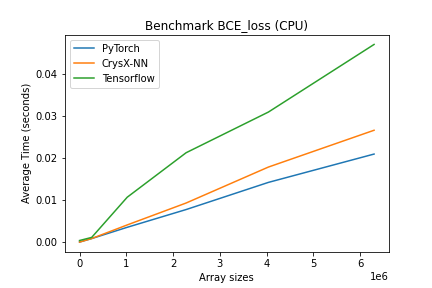 Benchmark BCE_loss (CPU)
PyTorch
CrysX-NN
Tensorflow
Average Time (seconds)
0.04
0.03
0.02
0.01
0.00
0 1 2 3 4 5 6
1e6
Array sizes